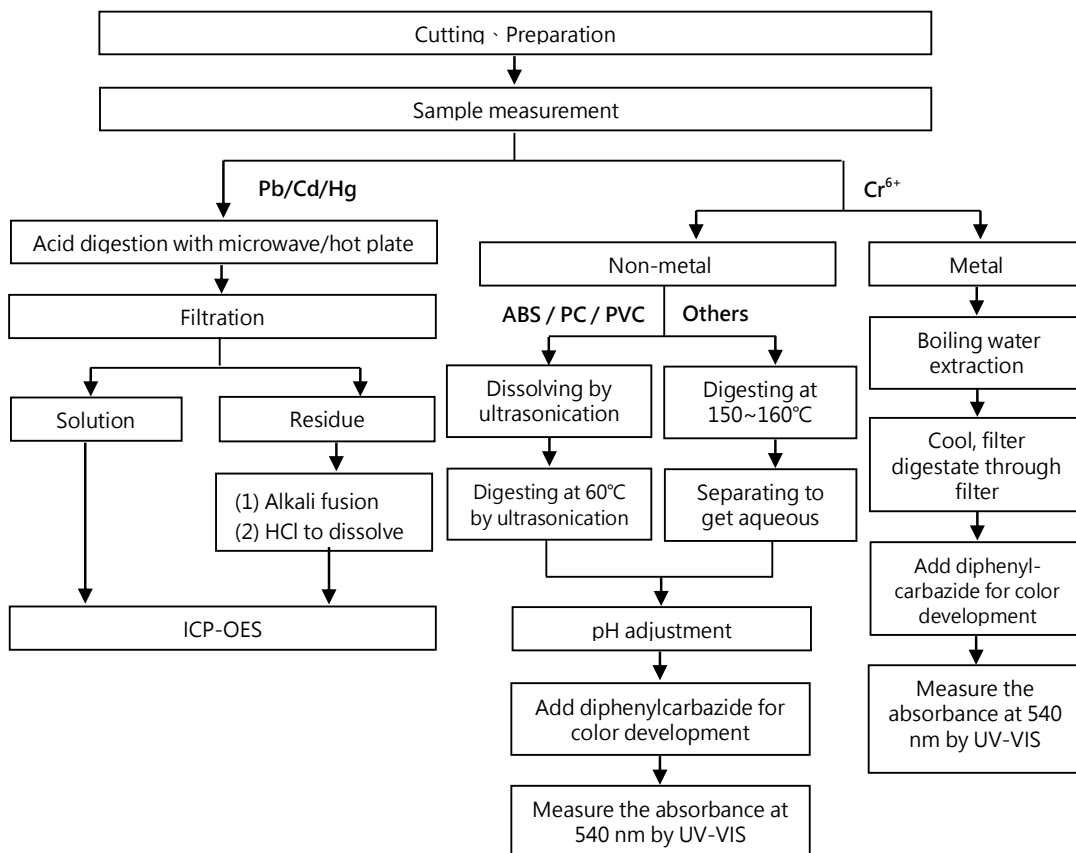 Cutting、Preparation
Sample measurement
Pb/Cd/Hg
Cr⁶⁺
Acid digestion with microwave/hot plate
Filtration
Solution
Residue
(1) Alkali fusion
(2) HCl to dissolve
ICP-OES
Non-metal
ABS / PC / PVC
Others
Dissolving by
ultrasonication
Digesting at 60℃
by ultrasonication
Digesting at
150~160℃
Separating to
get aqueous
pH adjustment
Add diphenylcarbazide for
color development
Measure the absorbance at
540 nm by UV-VIS
Metal
Boiling water
extraction
Cool, filter
digestate through
filter
Add diphenyl-
carbazide for color
development
Measure the
absorbance at 540
nm by UV-VIS